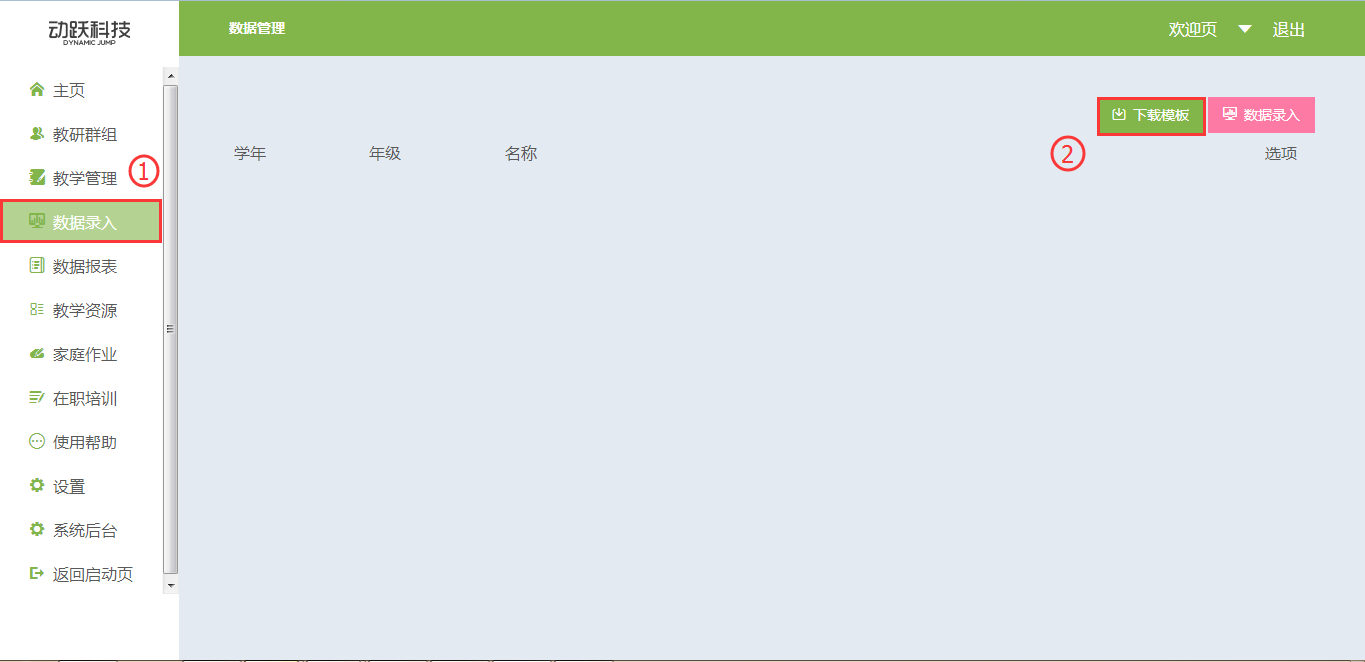 动跃科技
DYNAMIC JUMP
数据管理
欢迎页
退出
主页
教研群组
教学管理
①
数据录入
数据报表
教学资源
家庭作业
在职培训
使用帮助
设置
系统后台
返回启动页
下载模板
数据录入
②
学年
年级
名称
选项